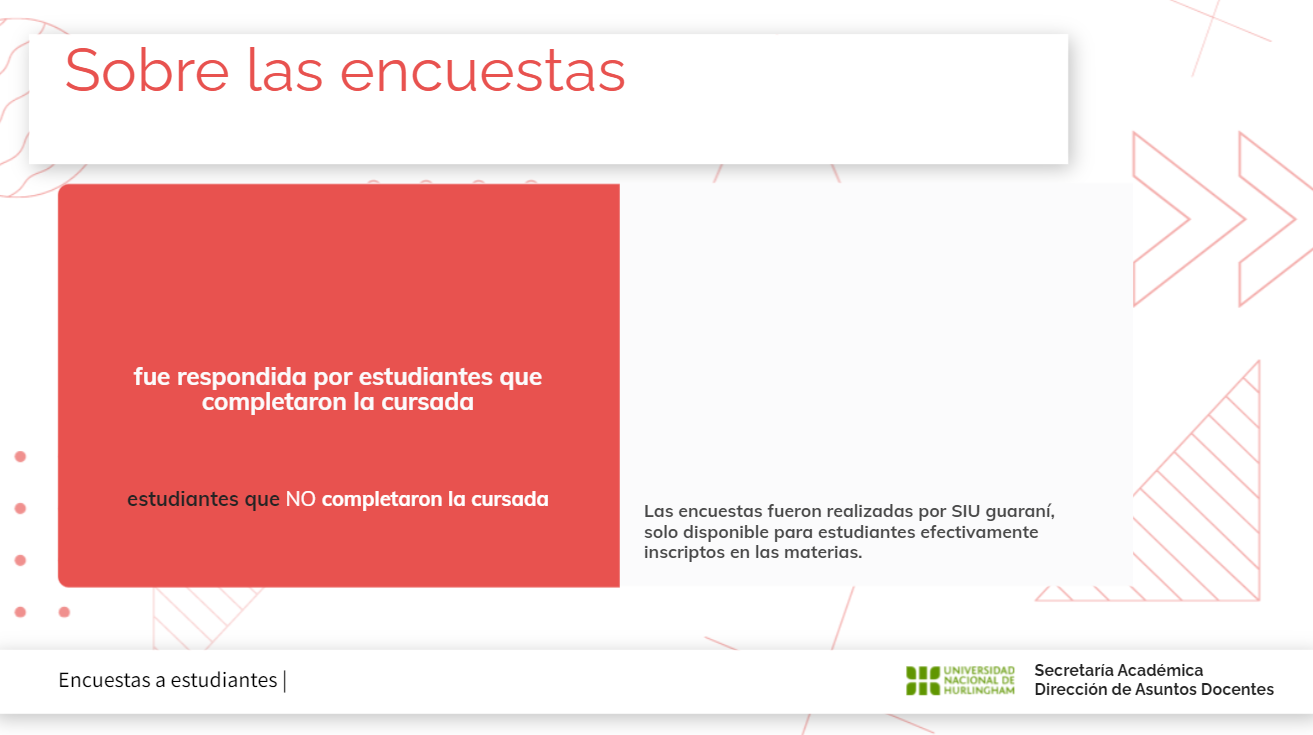 Sobre las encuestas
fue respondida por estudiantes que
completaron la cursada
estudiantes que NO completaron la cursada
Las encuestas fueron realizadas por SIU guaraní,
solo disponible para estudiantes efectivamente
inscriptos en las materias.
Encuestas a estudiantes |
UNIVERSIDAD
NACIONAL DE
HURLINGHAM
Secretaría Académica
Dirección de Asuntos Docentes